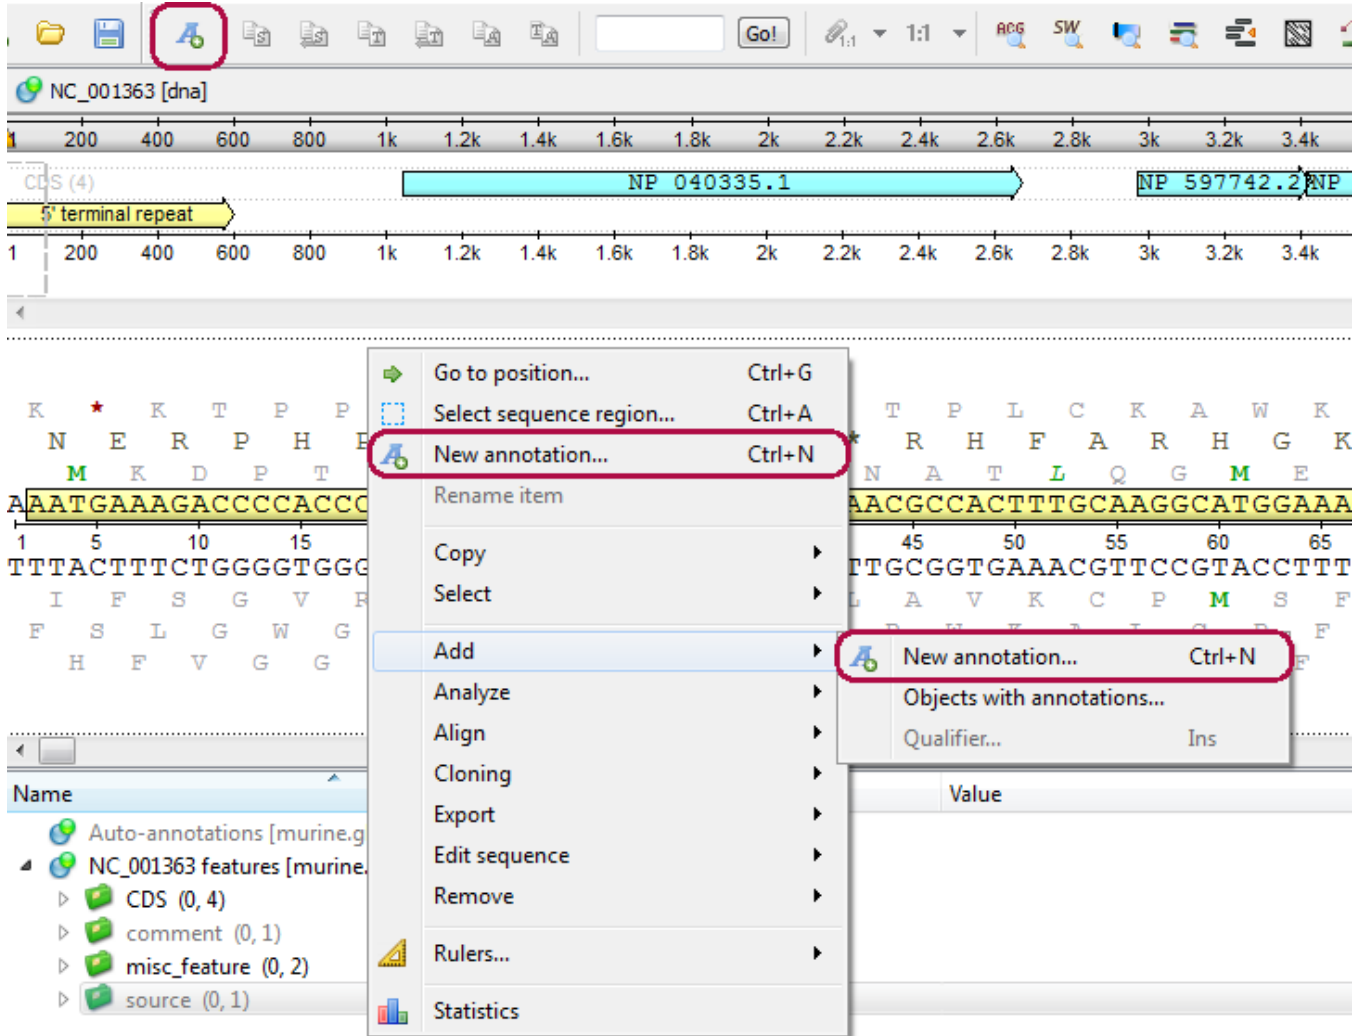 Go! 1:1 1:1 ACG SW
NC_001363 [dna]
1 200 400 600 800 1k 1.2k 1.4k 1.6k 1.8k 2k 2.2k 2.4k 2.6k 2.8k 3k 3.2k 3.4k
CDS (4) NP 040335.1 NP 597742.2 NP
5' terminal repeat
1 200 400 600 800 1k 1.2k 1.4k 1.6k 1.8k 2k 2.2k 2.4k 2.6k 2.8k 3k 3.2k 3.4k
K * K T P P T P L C K A W K
N E R P H P * R H F A R H G K
M K D P T N A T L Q G M E
AAATGAAAGACCCCACCC AACGCCACTTTGCAAGGCATGGAAA
1 5 10 15 45 50 55 60 65
TTTACTTTCTGGGGTGGG TTGCGGTGAAACGTTCCGTACCTTT
I F S G V R L A V K C P M S F
F S L G W G F
H F V G G F
Go to position... Ctrl+G
Select sequence region... Ctrl+A
New annotation... Ctrl+N
Rename item
Copy
Select
Add
Analyze
Align
Cloning
Export
Edit sequence
Remove
Rulers...
Statistics
New annotation... Ctrl+N
Objects with annotations...
Qualifier... Ins
Name Value
Auto-annotations [murine.g
NC_001363 features [murine.
CDS (0, 4)
comment (0, 1)
misc_feature (0, 2)
source (0, 1)